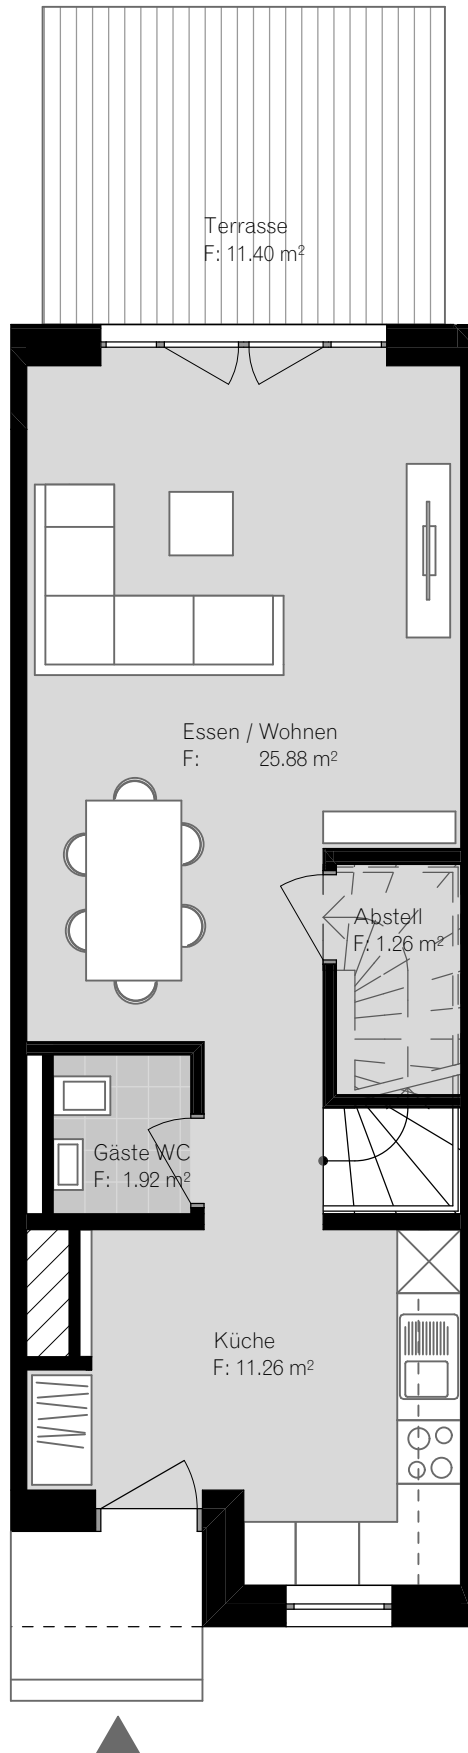 Terrasse
F: 11.40 m²
Essen / Wohnen
F: 25.88 m²
Abstell
F: 1.26 m²
Gäste WC
F: 1.92 m²
Küche
F: 11.26 m²